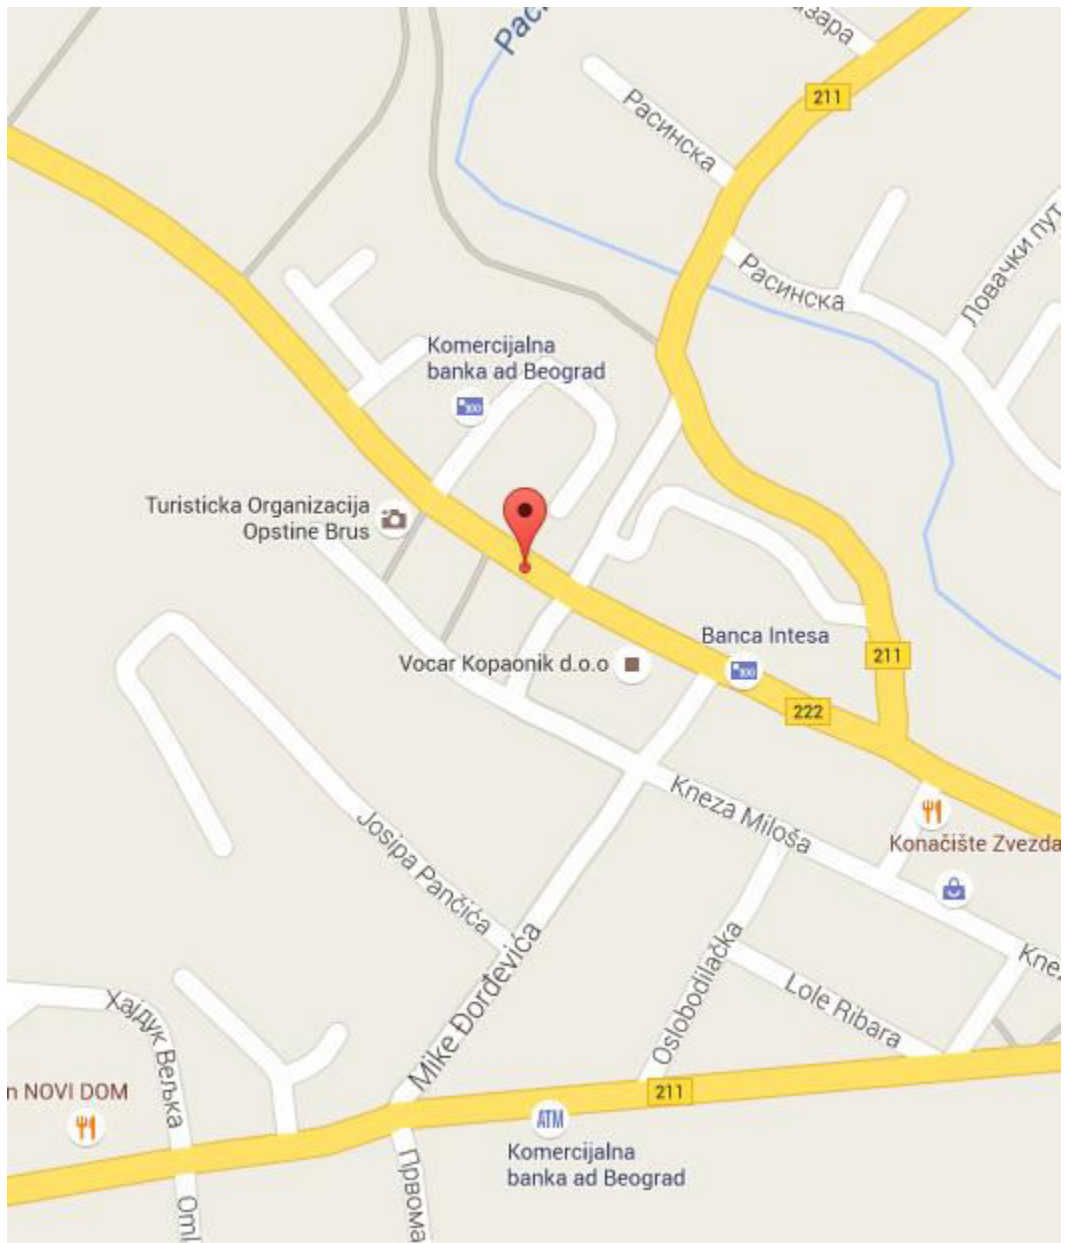 211
Расинска
Расинска
Ловачки пут
Komercijalna
banka ad Beograd
Turisticka Organizacija
Opstine Brus
Banca Intesa
211
Vocar Kopaonik d.o.o
222
Kneza Miloša
Konačište Zvezda
Josipa Pančića
Mike Đorđevića
Oslobodilačka
Lole Ribara
Хајдук Вељка
n NOVI DOM
211
ATM
Komercijalna
banka ad Beograd
Првома